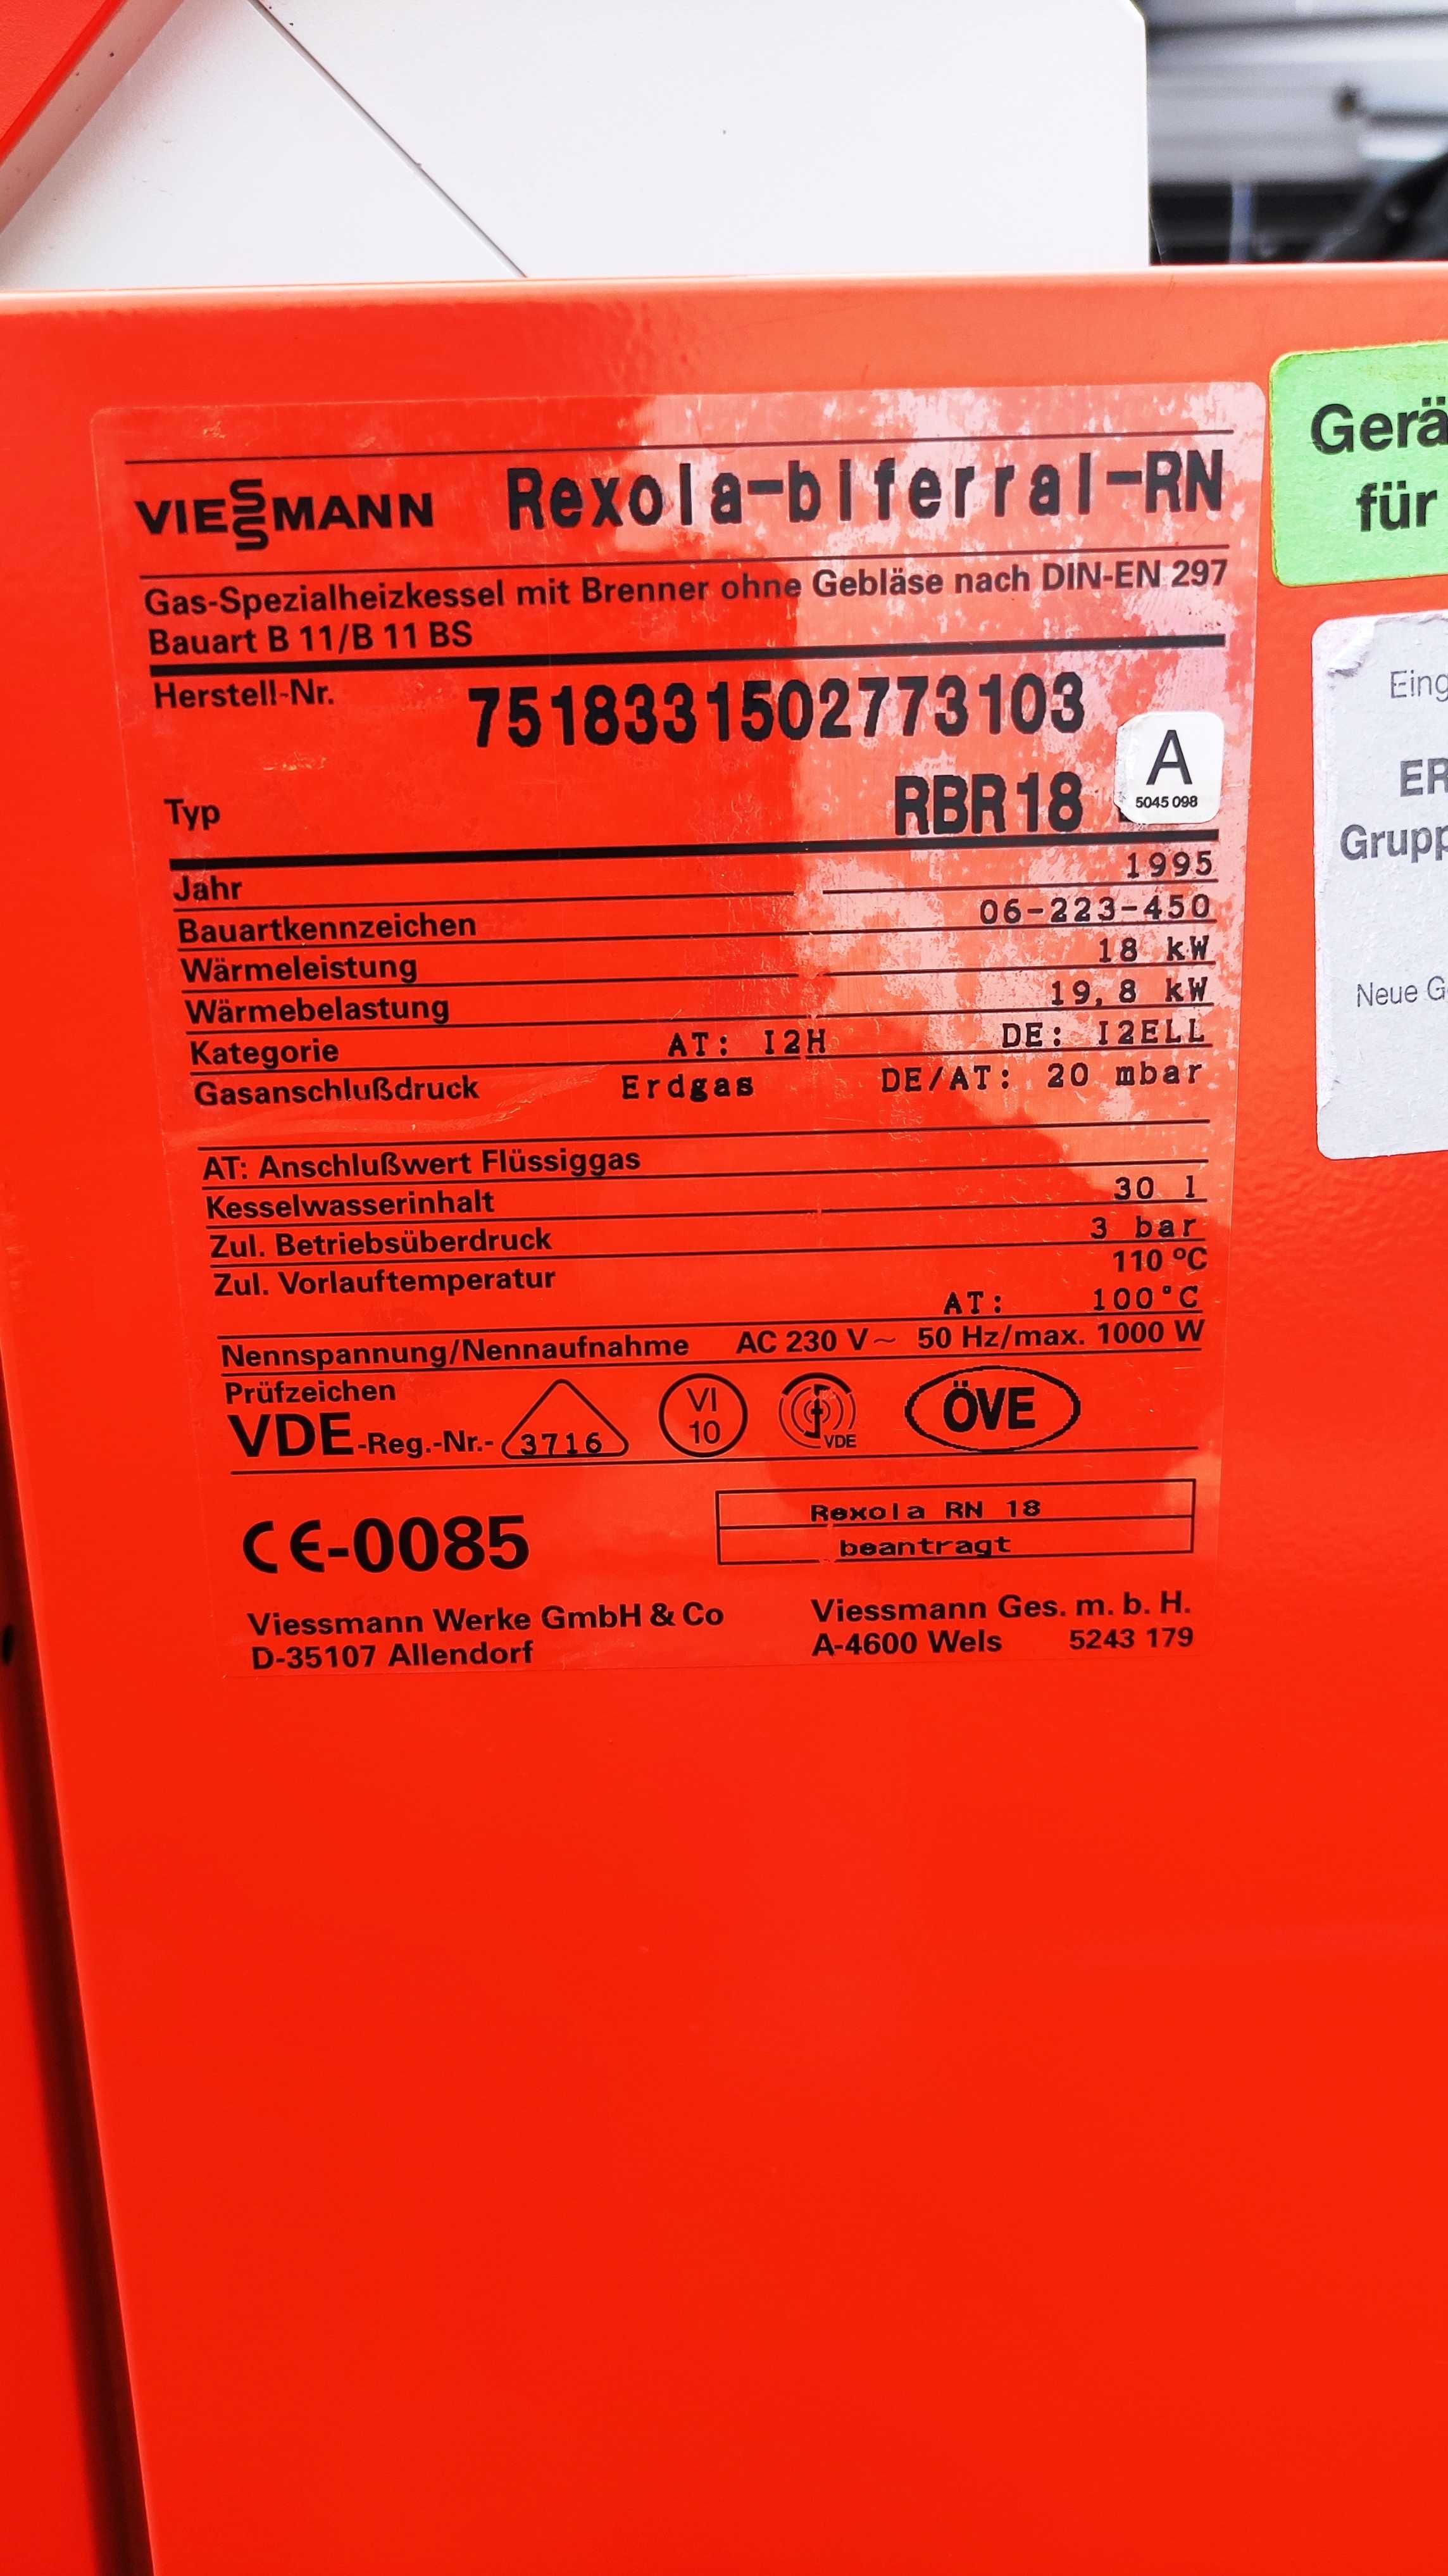 VIESSMANN Rexola-biferral-RN
Gas-Spezialheizkessel mit Brenner ohne Gebläse nach DIN-EN 297
Bauart B 11/B 11 BS
Herstell-Nr. 7518331502773103
Typ RBR18
A
5045 098
Jahr 1995
Bauartkennzeichen 06-223-450
Wärmeleistung 18 kW
Wärmebelastung 19,8 kW
Kategorie AT: I2H DE: I2ELL
Gasanschlußdruck Erdgas DE/AT: 20 mbar
AT: Anschlußwert Flüssiggas
Kesselwasserinhalt 30 l
Zul. Betriebsüberdruck 3 bar
Zul. Vorlauftemperatur 110 °C
AT: 100°C
Nennspannung/Nennaufnahme AC 230 V~ 50 Hz/max. 1000 W
Prüfzeichen
VDE-Reg.-Nr.- 3716 VI 10 VDE ÖVE
CE-0085
Rexola RN 18
beantragt
Viessmann Werke GmbH & Co
D-35107 Allendorf
Viessmann Ges. m. b. H.
A-4600 Wels 5243 179
Gerä
für
Eing
ER
Grupp
Neue G